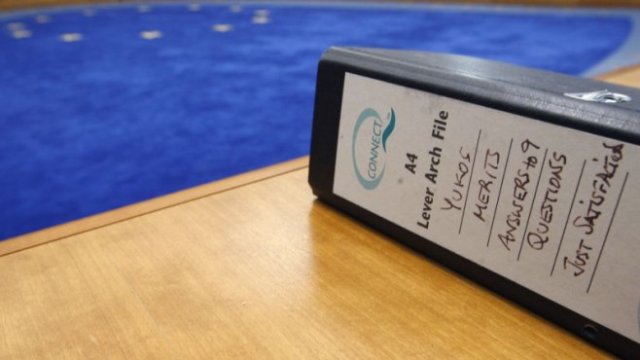 CONNECT
A4
Lever Arch File
YUKOS
MERITS
ANSWERS to 9
QUESTIONS
JUST SATISFACTION